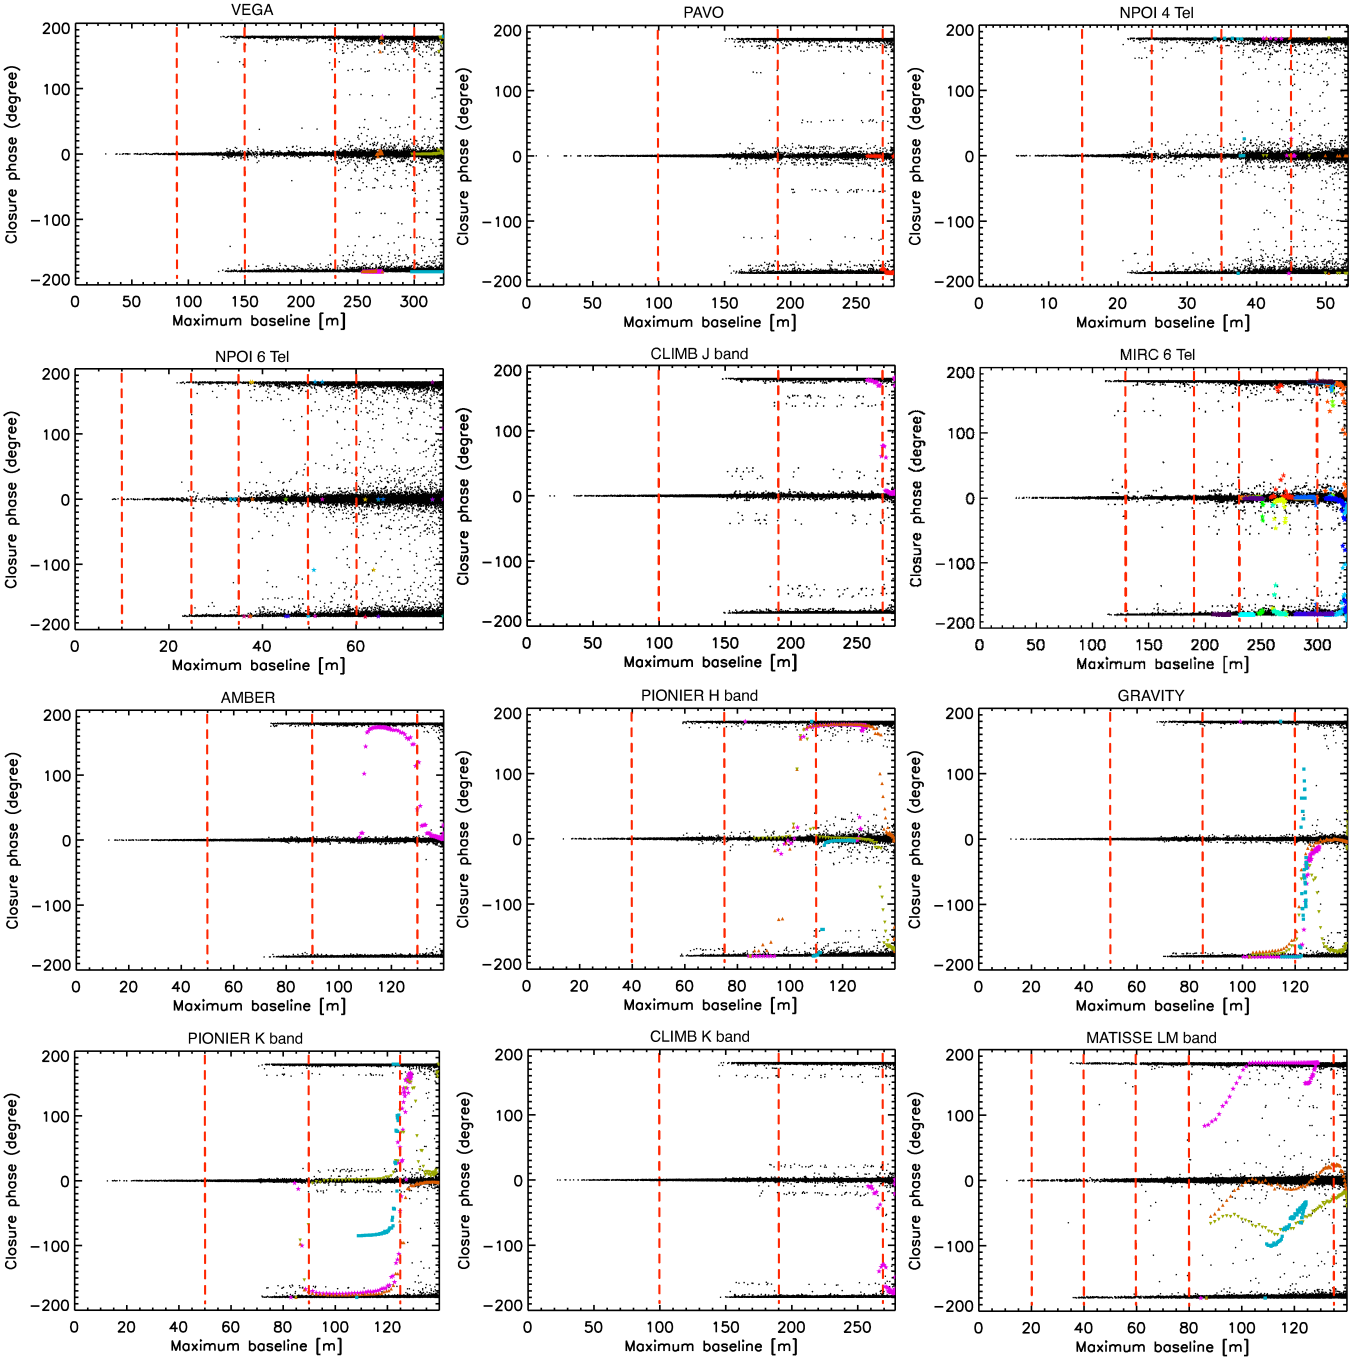 VEGA
PAVO
NPOI 4 Tel
200
100
0
−100
−200
Closure phase (degree)
0 50 100 150 200 250 300
Maximum baseline [m]
200
100
0
−100
−200
Closure phase (degree)
0 50 100 150 200 250
Maximum baseline [m]
200
100
0
−100
−200
Closure phase (degree)
0 10 20 30 40 50
Maximum baseline [m]
NPOI 6 Tel
CLIMB J band
MIRC 6 Tel
200
100
0
−100
−200
Closure phase (degree)
0 20 40 60
Maximum baseline [m]
200
100
0
−100
−200
Closure phase (degree)
0 50 100 150 200 250
Maximum baseline [m]
200
100
0
−100
−200
Closure phase (degree)
0 50 100 150 200 250 300
Maximum baseline [m]
AMBER
PIONIER H band
GRAVITY
200
100
0
−100
−200
Closure phase (degree)
0 20 40 60 80 100 120
Maximum baseline [m]
200
100
0
−100
−200
Closure phase (degree)
0 20 40 60 80 100 120
Maximum baseline [m]
200
100
0
−100
−200
Closure phase (degree)
0 20 40 60 80 100 120
Maximum baseline [m]
PIONIER K band
CLIMB K band
MATISSE LM band
200
100
0
−100
−200
Closure phase (degree)
0 20 40 60 80 100 120
Maximum baseline [m]
200
100
0
−100
−200
Closure phase (degree)
0 50 100 150 200 250
Maximum baseline [m]
200
100
0
−100
−200
Closure phase (degree)
0 20 40 60 80 100 120
Maximum baseline [m]